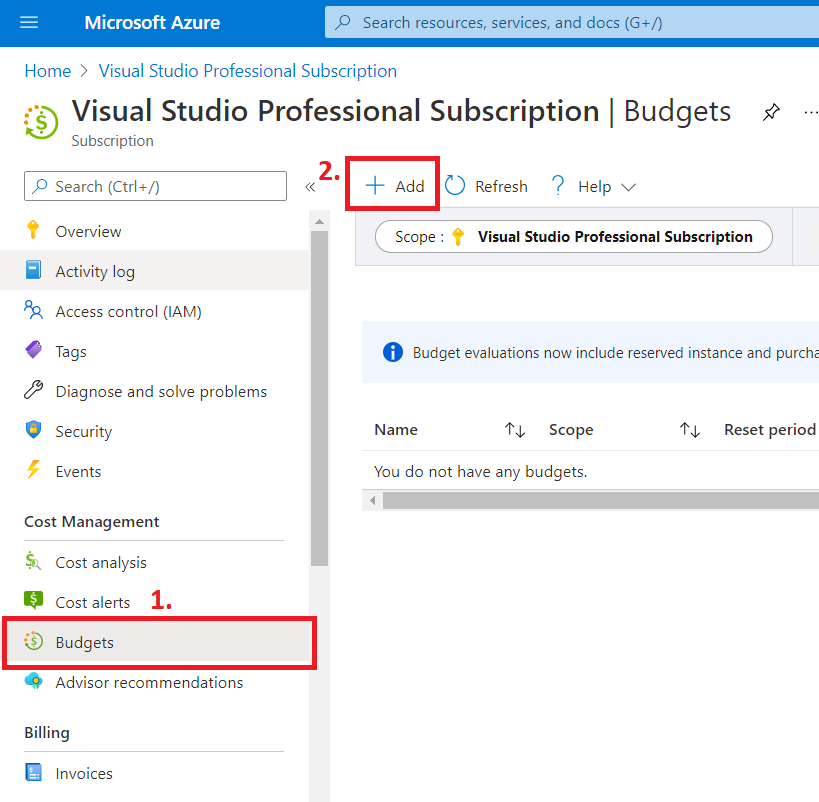 Microsoft Azure
Search resources, services, and docs (G+/)
Home > Visual Studio Professional Subscription
Visual Studio Professional Subscription | Budgets
Subscription
Search (Ctrl+/)
«
2.
+ Add
Refresh
? Help
Scope : Visual Studio Professional Subscription
Overview
Activity log
Access control (IAM)
Tags
Diagnose and solve problems
Security
Events
Cost Management
Cost analysis
Cost alerts
1.
Budgets
Advisor recommendations
Billing
Invoices
Budget evaluations now include reserved instance and purcha
Name Scope Reset period
You do not have any budgets.